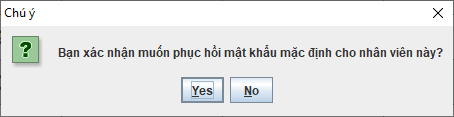 Chú ý
Bạn xác nhận muốn phục hồi mật khẩu mặc định cho nhân viên này?
Yes No